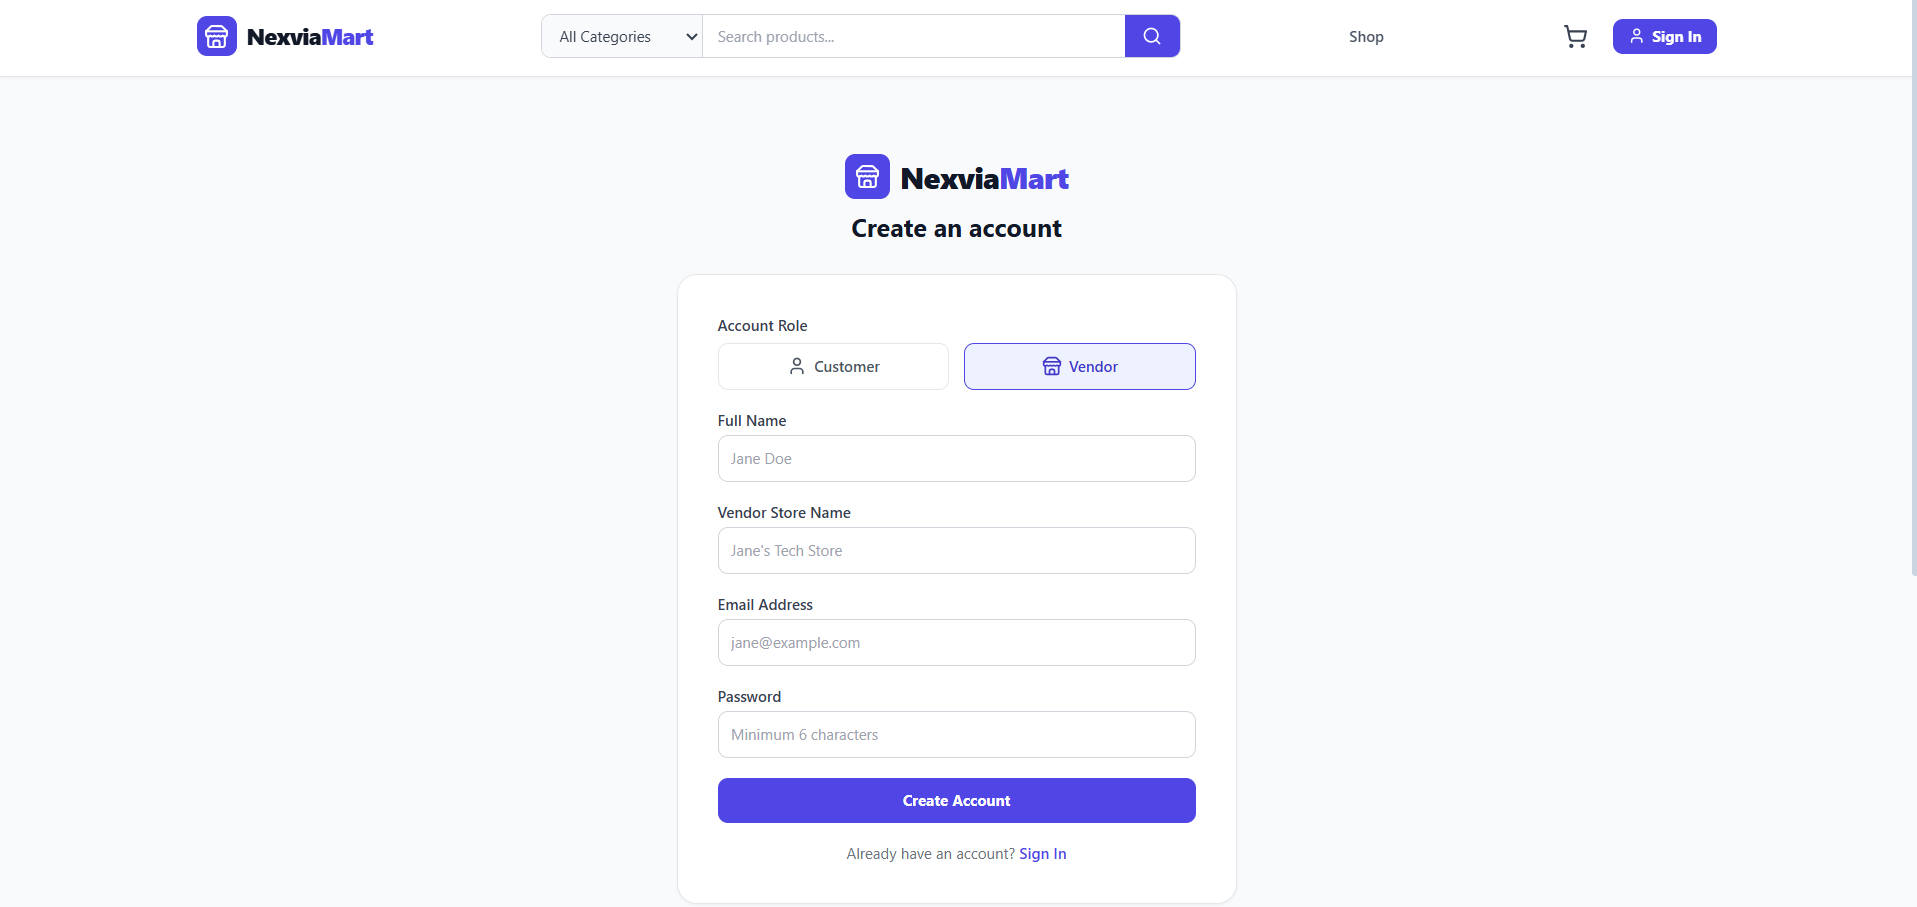 NexviaMart
All Categories
Search products...
Shop
Sign In
NexviaMart
Create an account
Account Role
Customer
Vendor
Full Name
Jane Doe
Vendor Store Name
Jane's Tech Store
Email Address
jane@example.com
Password
Minimum 6 characters
Create Account
Already have an account? Sign In